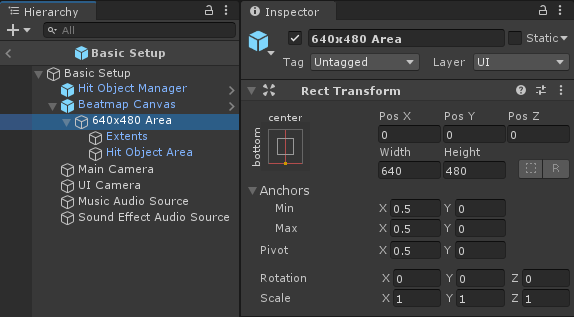 Hierarchy
All
Basic Setup
Basic Setup
Hit Object Manager
Beatmap Canvas
640x480 Area
Extents
Hit Object Area
Main Camera
UI Camera
Music Audio Source
Sound Effect Audio Source
Inspector
640x480 Area
Static
Tag Untagged Layer UI
Rect Transform
center
bottom
Pos X Pos Y Pos Z
0 0 0
Width Height
640 480
R
Anchors
Min X 0.5 Y 0
Max X 0.5 Y 0
Pivot X 0.5 Y 0
Rotation X 0 Y 0 Z 0
Scale X 1 Y 1 Z 1